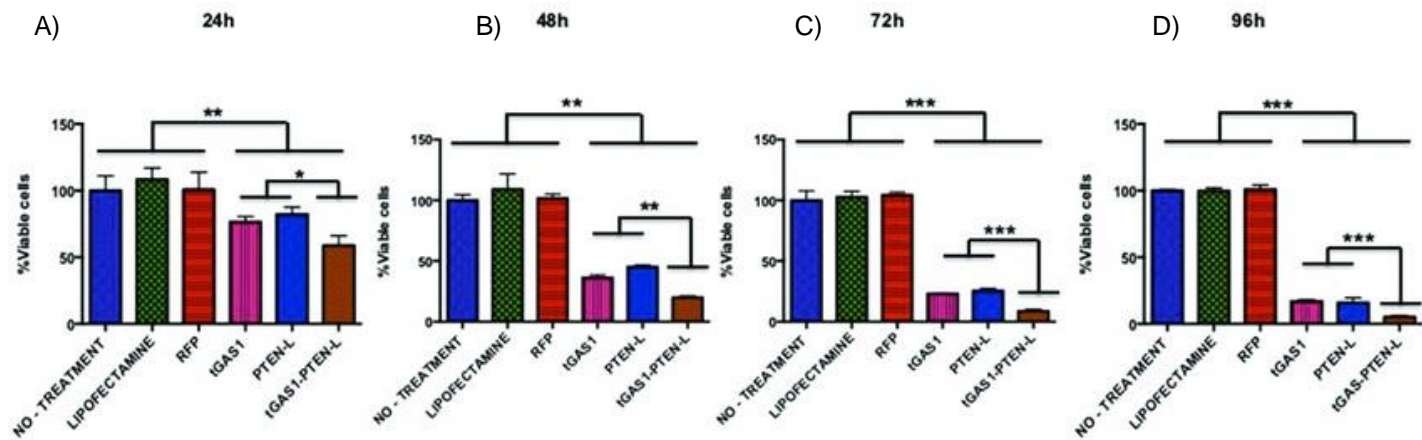 A) 24h
B) 48h
C) 72h
D) 96h
%Viable cells
150
100
50
0
**
*
NO - TREATMENT
LIPOFECTAMINE
RFP
tGAS1
PTEN-L
tGAS1-PTEN-L
%Viable cells
150
100
50
0
**
**
NO - TREATMENT
LIPOFECTAMINE
RFP
tGAS1
PTEN-L
tGAS1-PTEN-L
%Viable cells
150
100
50
0
***
***
NO - TREATMENT
LIPOFECTAMINE
RFP
tGAS1
PTEN-L
tGAS1-PTEN-L
%Viable cells
150
100
50
0
***
***
NO - TREATMENT
LIPOFECTAMINE
RFP
tGAS1
PTEN-L
tGAS-PTEN-L